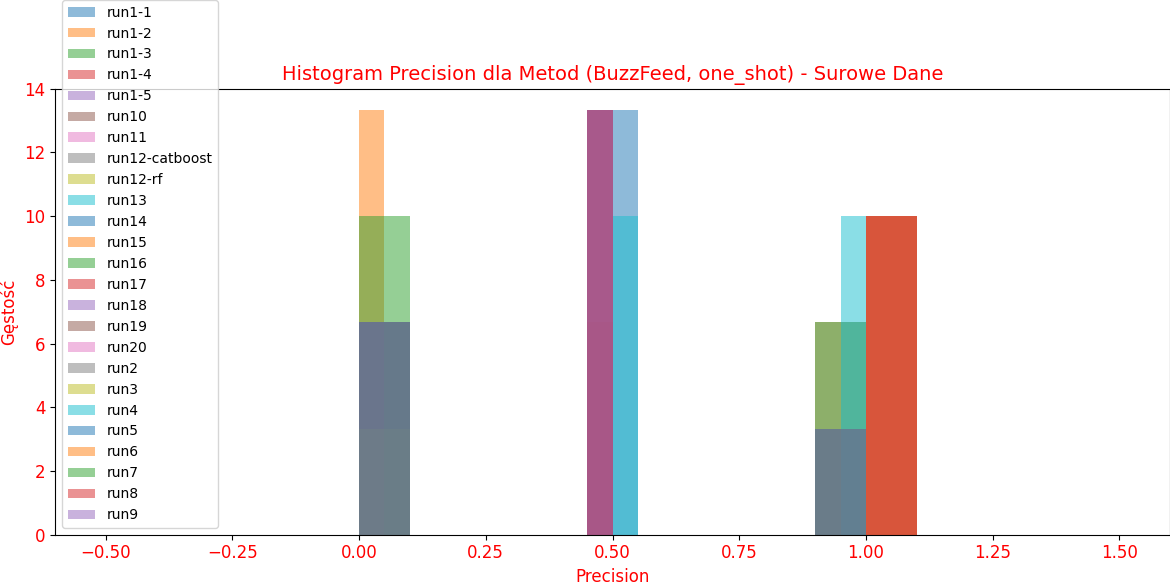 run1-1
run1-2
run1-3
run1-4
run1-5
run10
run11
run12-catboost
run12-rf
run13
run14
run15
run16
run17
run18
run19
run20
run2
run3
run4
run5
run6
run7
run8
run9
Histogram Precision dla Metod (BuzzFeed, one_shot) - Surowe Dane
Gęstość
14
12
10
8
6
4
2
0
−0.50 −0.25 0.00 0.25 0.50 0.75 1.00 1.25 1.50
Precision